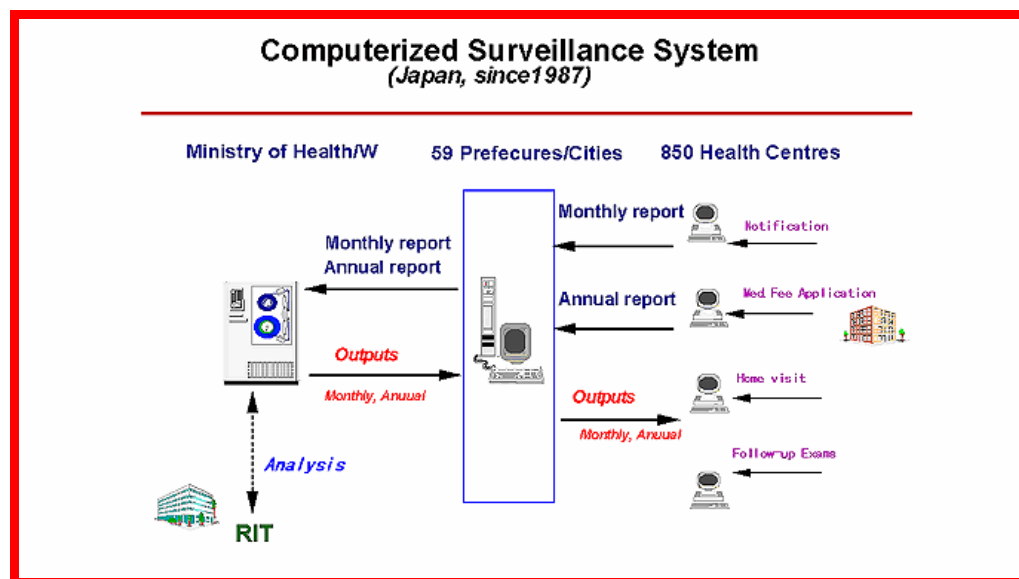 Computerized Surveillance System
(Japan, since1987)
Ministry of Health/W
59 Prefecures/Cities
850 Health Centres
Monthly report
Notification
Monthly report
Annual report
Annual report
Med Fee Application
Outputs
Monthly, Anuual
Home visit
Outputs
Monthly, Anuual
Follow-up Exams
Analysis
RIT